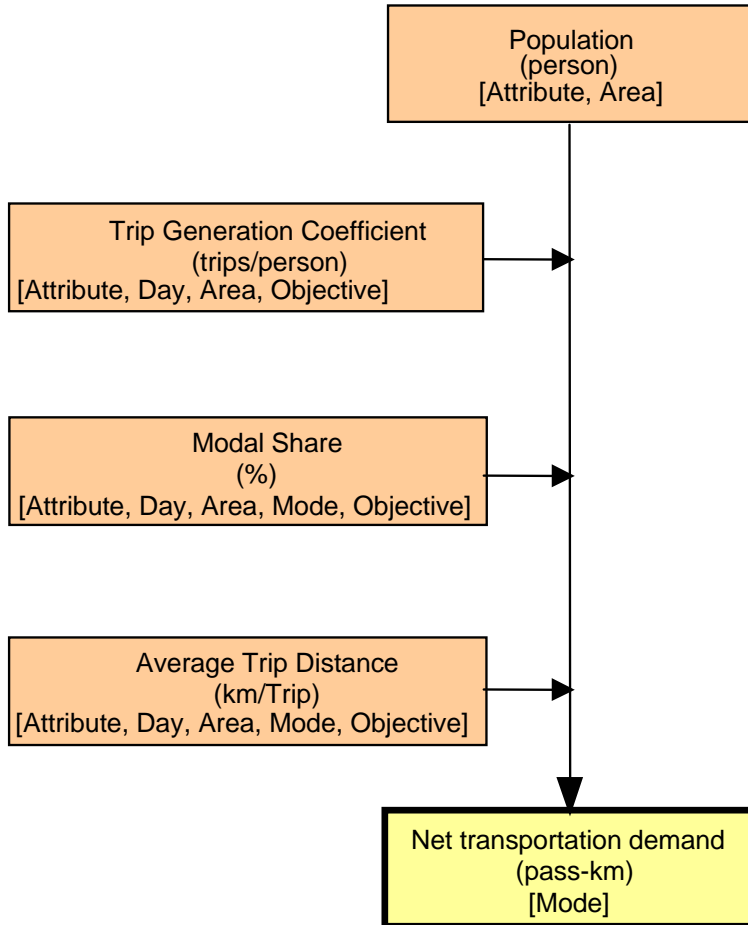 Population
(person)
[Attribute, Area]
Trip Generation Coefficient
(trips/person)
[Attribute, Day, Area, Objective]
Modal Share
(%)
[Attribute, Day, Area, Mode, Objective]
Average Trip Distance
(km/Trip)
[Attribute, Day, Area, Mode, Objective]
Net transportation demand
(pass-km)
[Mode]